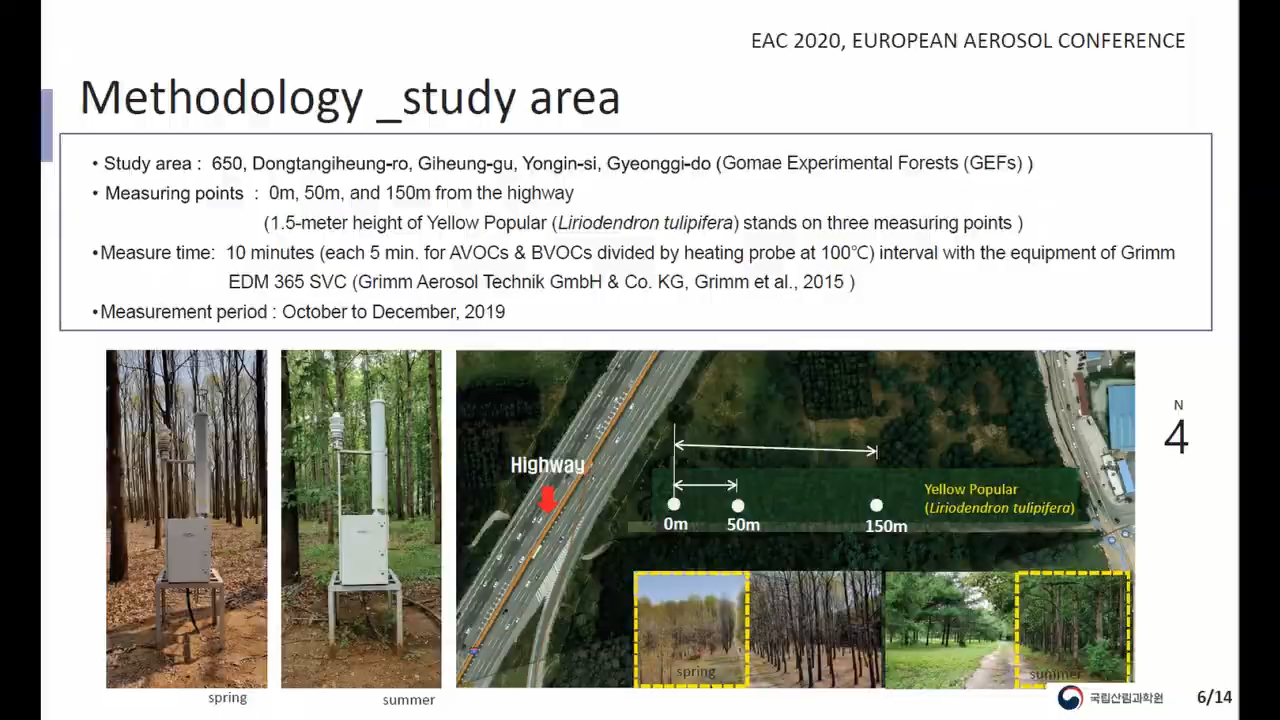 EAC 2020, EUROPEAN AEROSOL CONFERENCE
Methodology _study area
• Study area : 650, Dongtangiheung-ro, Giheung-gu, Yongin-si, Gyeonggi-do (Gomae Experimental Forests (GEFs) )
• Measuring points : 0m, 50m, and 150m from the highway
(1.5-meter height of Yellow Popular (Liriodendron tulipifera) stands on three measuring points )
•Measure time: 10 minutes (each 5 min. for AVOCs & BVOCs divided by heating probe at 100℃) interval with the equipment of Grimm
EDM 365 SVC (Grimm Aerosol Technik GmbH & Co. KG, Grimm et al., 2015 )
•Measurement period : October to December, 2019
N
4
Highway
Yellow Popular
(Liriodendron tulipifera)
0m
50m
150m
spring
summer
spring
summer
국립산림과학원
6/14